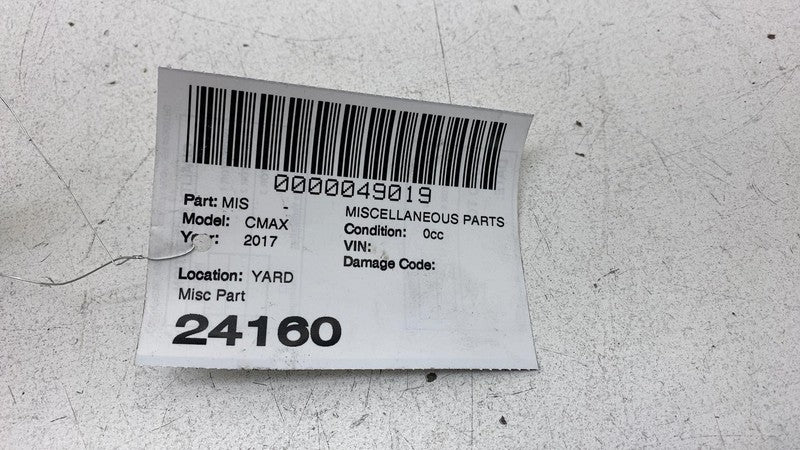 0000049019
Part: MIS - MISCELLANEOUS PARTS
Model: CMAX Condition: 0cc
Year: 2017 VIN:
Damage Code:
Location: YARD
Misc Part
24160